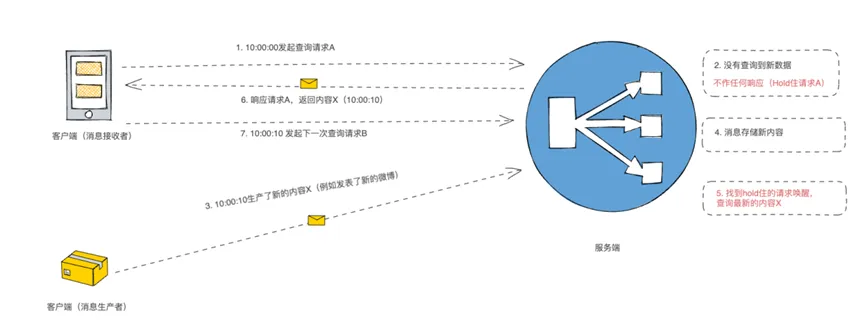 1. 10:00:00发起查询请求A
2. 没有查询到新数据
不作任何响应（Hold住请求A）
6. 响应请求A，返回内容X（10:00:10）
客户端（消息接收者）
7. 10:00:10 发起下一次查询请求B
4. 消息存储新内容
3. 10:00:10生产了新的内容X（例如发表了新的微博）
5. 找到hold住的请求唤醒，
查询最新的内容X
服务端
客户端（消息生产者）